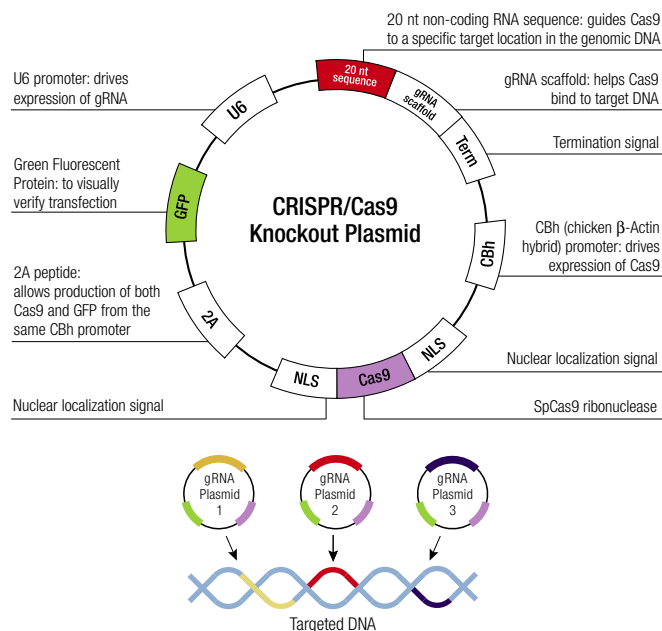 20 nt non-coding RNA sequence: guides Cas9
to a specific target location in the genomic DNA
U6 promoter: drives
expression of gRNA
20 nt
sequence
gRNA
scaffold
gRNA scaffold: helps Cas9
bind to target DNA
U6
Term
Termination signal
Green Fluorescent
Protein: to visually
verify transfection
GFP
CRISPR/Cas9
Knockout Plasmid
CBh
CBh (chicken β-Actin
hybrid) promoter: drives
expression of Cas9
2A peptide:
allows production of both
Cas9 and GFP from the
same CBh promoter
2A
NLS
Cas9
NLS
Nuclear localization signal
Nuclear localization signal
SpCas9 ribonuclease
gRNA
Plasmid
1
gRNA
Plasmid
2
gRNA
Plasmid
3
Targeted DNA